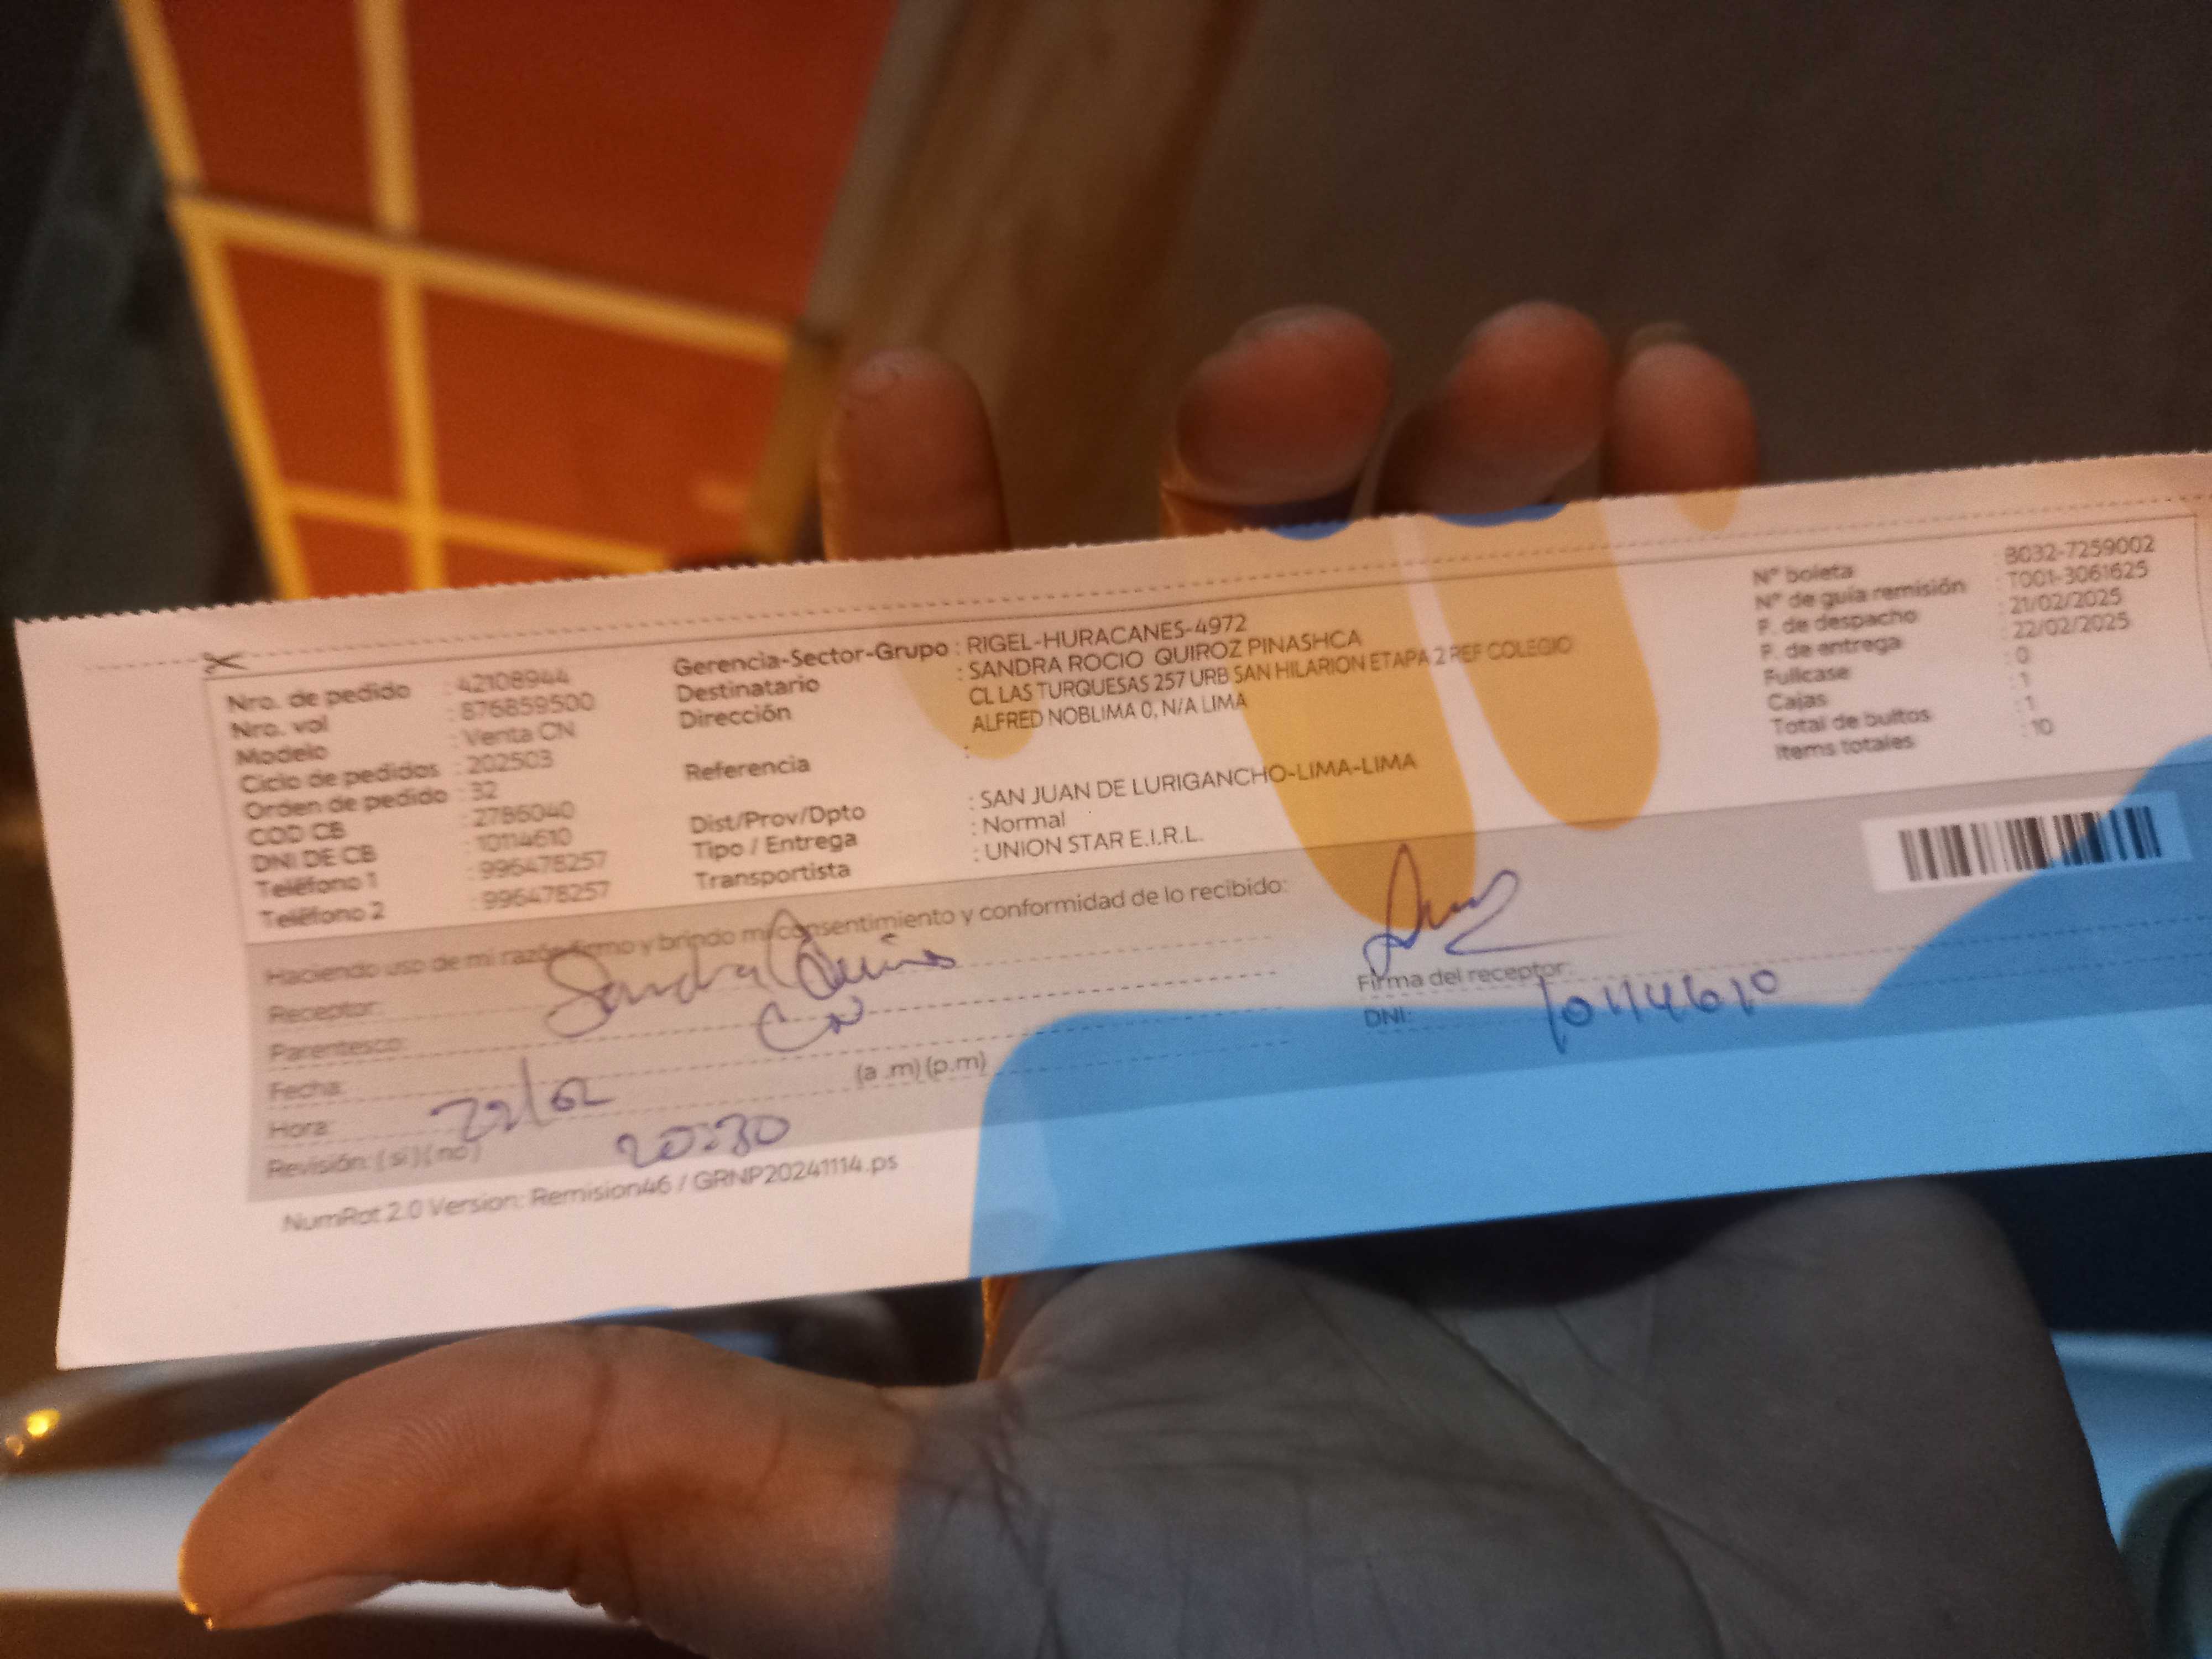 Nro. de pedido : 42108944
Nro. vol : 876859500
Modelo : Venta CN
Ciclo de pedidos : 202503
Orden de pedido : 32
COD CB : 2786040
DNI DE CB : 10114610
Teléfono 1 : 996478257
Teléfono 2 : 996478257
Gerencia-Sector-Grupo : RIGEL-HURACANES-4972
Destinatario : SANDRA ROCIO QUIROZ PINASHCA
Dirección CL LAS TURQUESAS 257 URB SAN HILARION ETAPA 2 REF COLEGIO
ALFRED NOBLIMA 0, N/A LIMA
Referencia :
Dist/Prov/Dpto : SAN JUAN DE LURIGANCHO-LIMA-LIMA
Tipo / Entrega : Normal
Transportista : UNION STAR E.I.R.L.
N° boleta : B032-7259002
N° de guía remisión : T001-3061625
F. de despacho : 21/02/2025
F. de entrega : 22/02/2025
Fullcase : 0
Cajas : 1
Total de bultos : 1
Items totales : 10
Haciendo uso de mi razón firmo y brindo mi consentimiento y conformidad de lo recibido:
Receptor: Sandra
Parentesco: CN
Fecha: 22/02
Hora: 20:30 (a .m) (p.m)
Revisión: ( si ) ( no )
Firma del receptor:
DNI: 10114610
NumRot 2.0 Version: Remision46 / GRNP20241114.ps